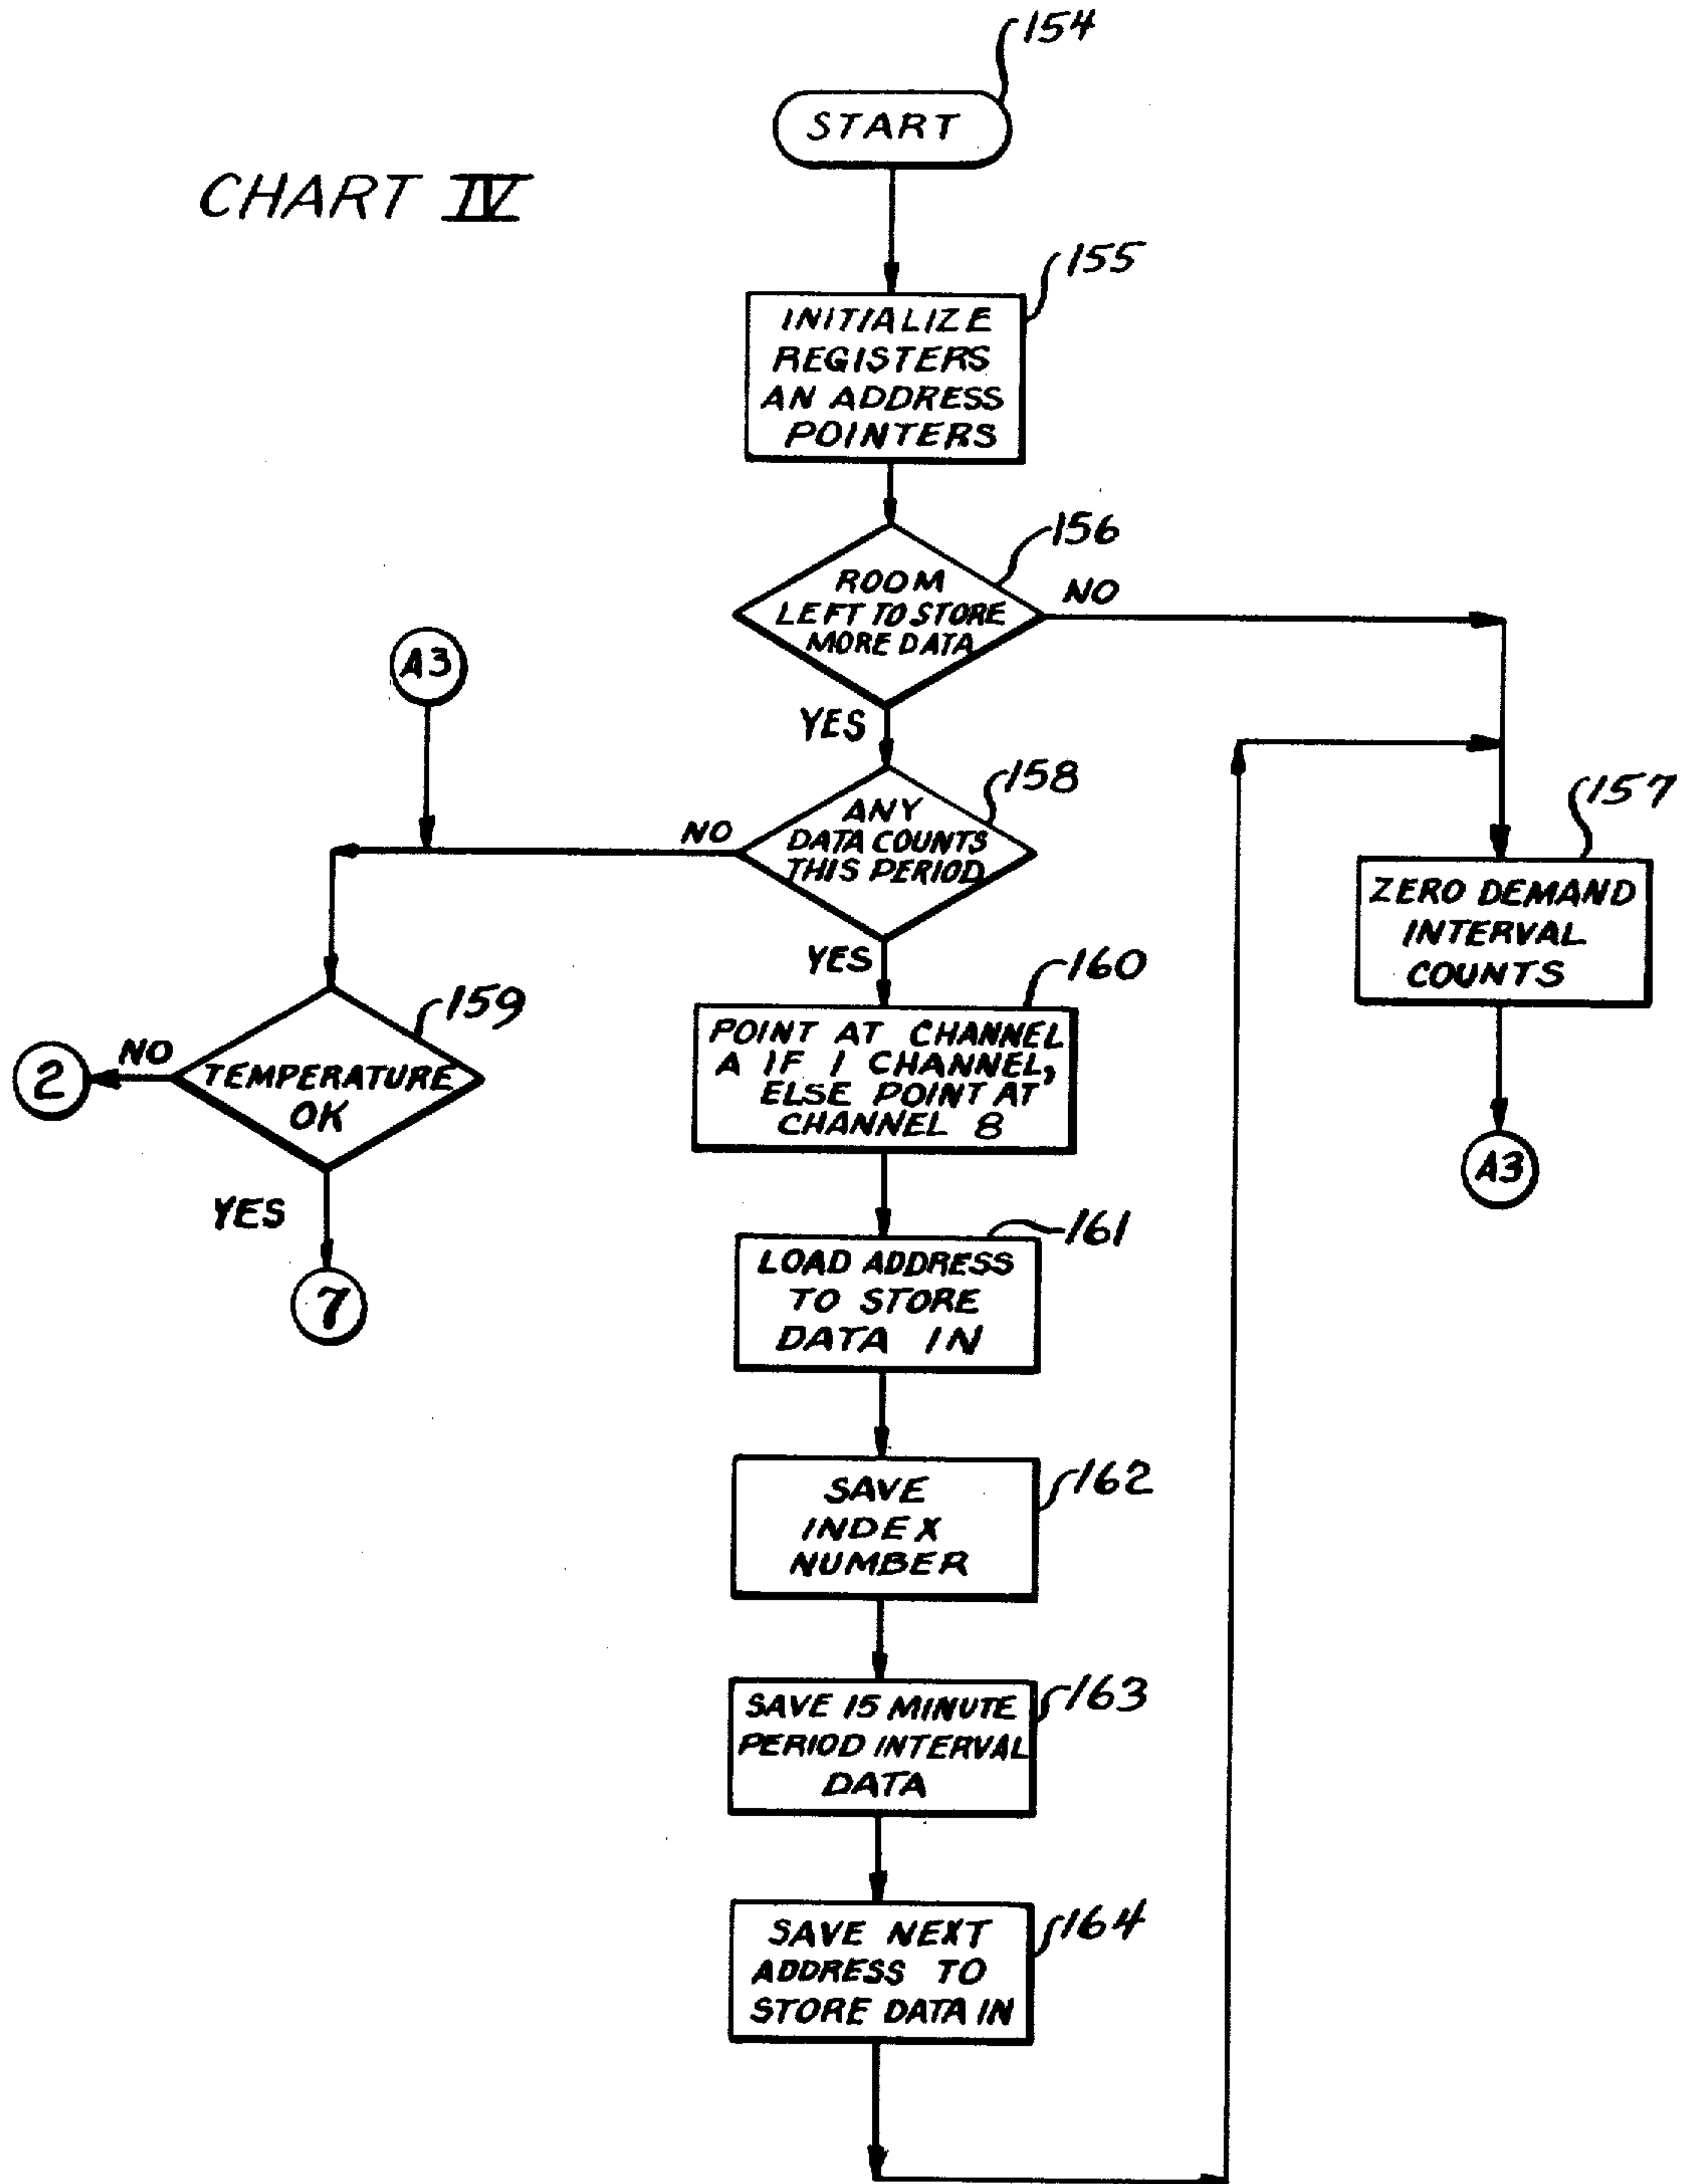 154
START
CHART IV
155
INITIALIZE
REGISTERS
AN ADDRESS
POINTERS
156
ROOM
LEFT TO STORE
MORE DATA
NO
A3
YES
158
ANY
DATA COUNTS
THIS PERIOD
NO
157
ZERO DEMAND
INTERVAL
COUNTS
YES
160
POINT AT CHANNEL
A IF 1 CHANNEL,
ELSE POINT AT
CHANNEL 8
159
TEMPERATURE
OK
NO
2
A3
YES
7
161
LOAD ADDRESS
TO STORE
DATA IN
162
SAVE
INDEX
NUMBER
163
SAVE 15 MINUTE
PERIOD INTERVAL
DATA
164
SAVE NEXT
ADDRESS TO
STORE DATA IN